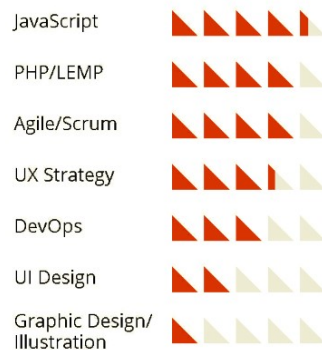 JavaScript
PHP/LEMP
Agile/Scrum
UX Strategy
DevOps
UI Design
Graphic Design/
Illustration